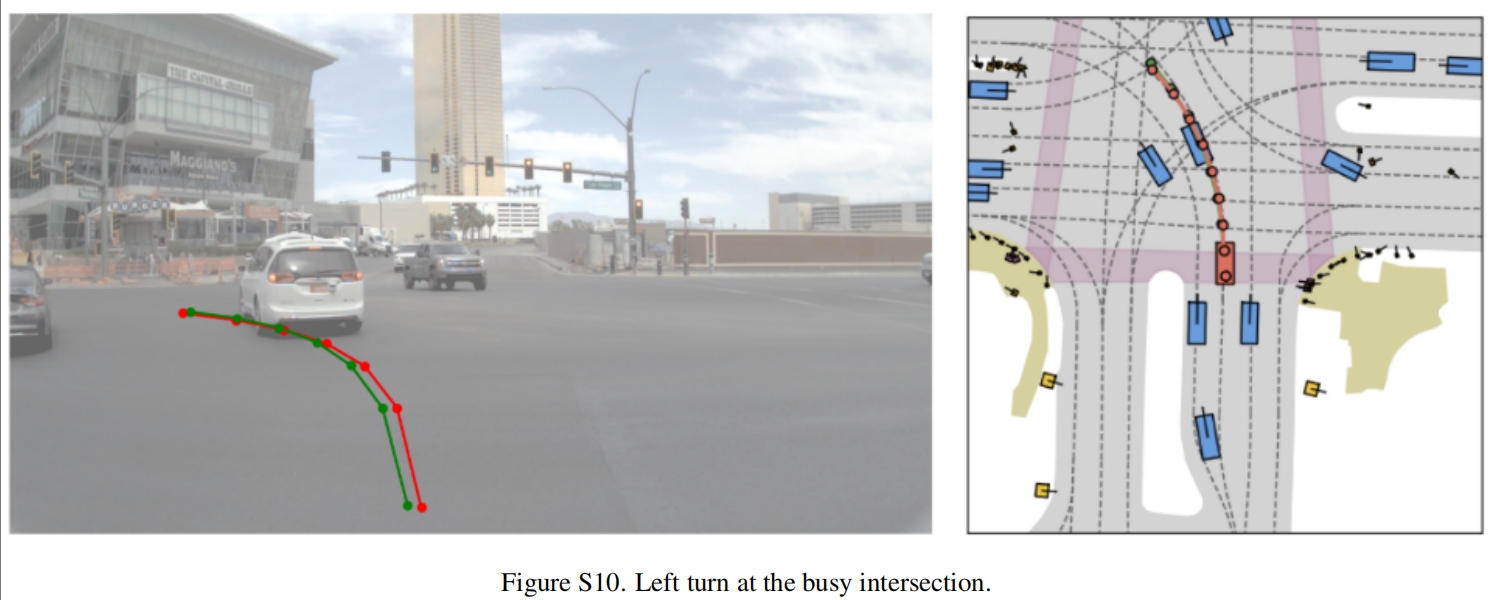 THE CAPITAL GRILLE
MAGGIANO'S
Figure S10. Left turn at the busy intersection.